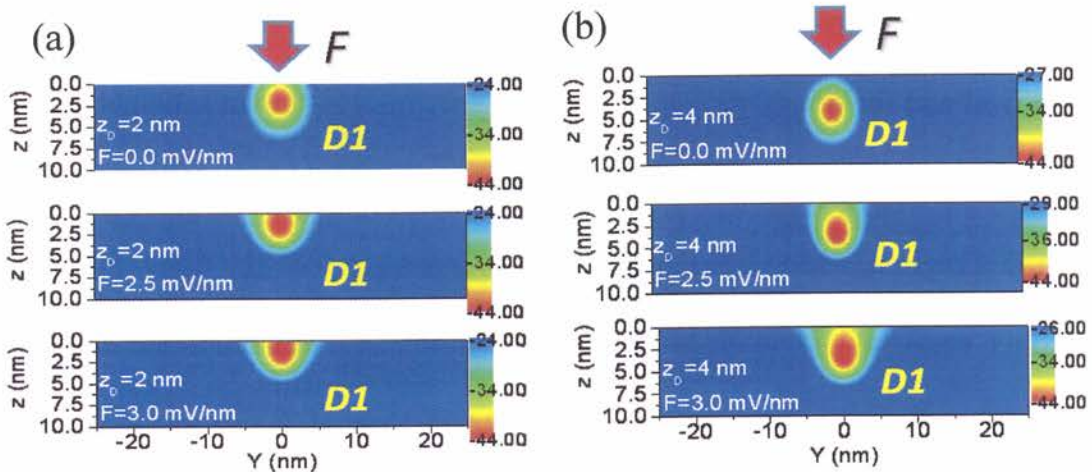 (a)
F
z (nm)
0.0
2.5
5.0
7.5
10.0
z_D=2 nm
F=0.0 mV/nm
D1
-24.00
-34.00
-44.00
z (nm)
0.0
2.5
5.0
7.5
10.0
z_D=2 nm
F=2.5 mV/nm
D1
-24.00
-34.00
-44.00
z (nm)
0.0
2.5
5.0
7.5
10.0
z_D=2 nm
F=3.0 mV/nm
D1
-24.00
-34.00
-44.00
-20 -10 0 10 20
Y (nm)
(b)
F
z (nm)
0.0
2.5
5.0
7.5
10.0
z_D=4 nm
F=0.0 mV/nm
D1
-27.00
-34.00
-44.00
z (nm)
0.0
2.5
5.0
7.5
10.0
z_D=4 nm
F=2.5 mV/nm
D1
-29.00
-36.00
-44.00
z (nm)
0.0
2.5
5.0
7.5
10.0
z_D=4 nm
F=3.0 mV/nm
D1
-26.00
-34.00
-44.00
-20 -10 0 10 20
Y (nm)